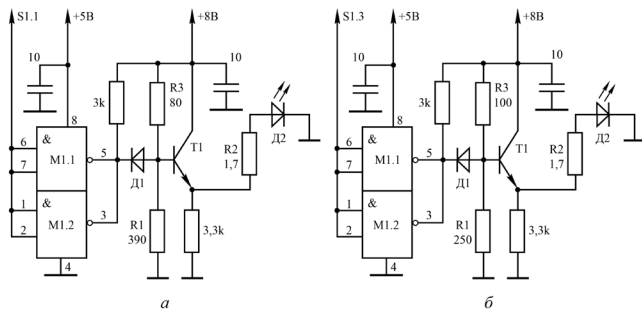 S1.1 +5В +8В
10 10
3k R3 80
8
6 & 5
7 M1.1 Д1 T1 R2 1,7 Д2
1 & 3
2 M1.2 R1 390 3,3k
4
а
S1.3 +5В +8В
10 10
3k R3 100
8
6 & 5
7 M1.1 Д1 T1 R2 1,7 Д2
1 & 3
2 M1.2 R1 250 3,3k
4
б